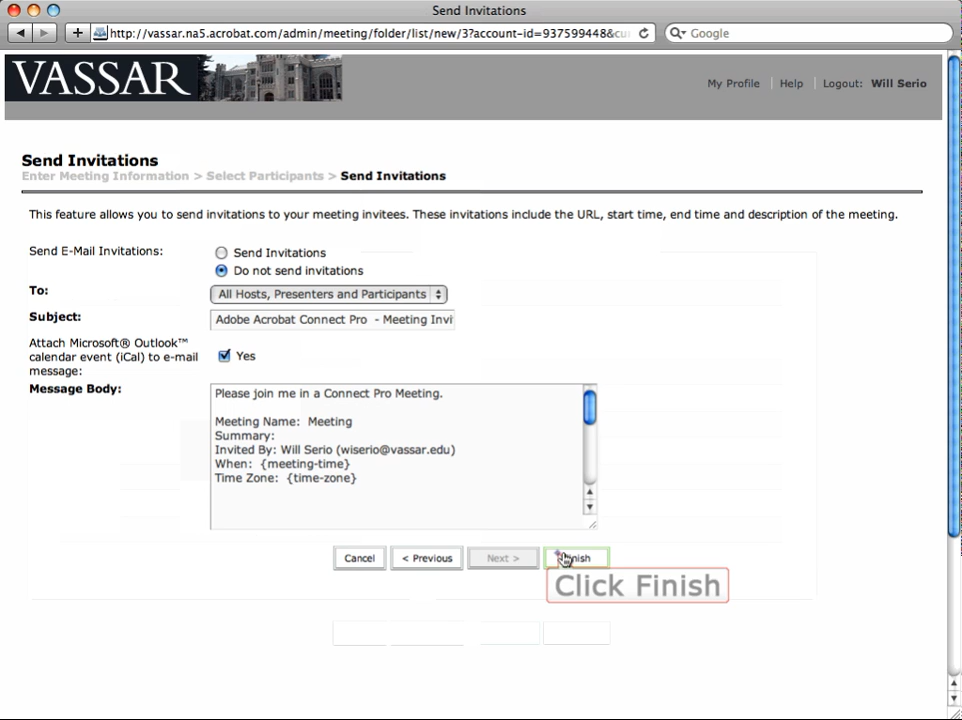 Send Invitations
http://vassar.na5.acrobat.com/admin/meeting/folder/list/new/3?account-id=937599448&cu
Google
VASSAR
My Profile | Help | Logout: Will Serio
Send Invitations
Enter Meeting Information > Select Participants > Send Invitations
This feature allows you to send invitations to your meeting invitees. These invitations include the URL, start time, end time and description of the meeting.
Send E-Mail Invitations:
Send Invitations
Do not send invitations
To:
All Hosts, Presenters and Participants
Subject:
Adobe Acrobat Connect Pro - Meeting Invi
Attach Microsoft® Outlook™
calendar event (iCal) to e-mail
message:
Yes
Message Body:
Please join me in a Connect Pro Meeting.
Meeting Name: Meeting
Summary:
Invited By: Will Serio (wiserio@vassar.edu)
When: {meeting-time}
Time Zone: {time-zone}
Cancel
< Previous
Next >
Finish
Click Finish